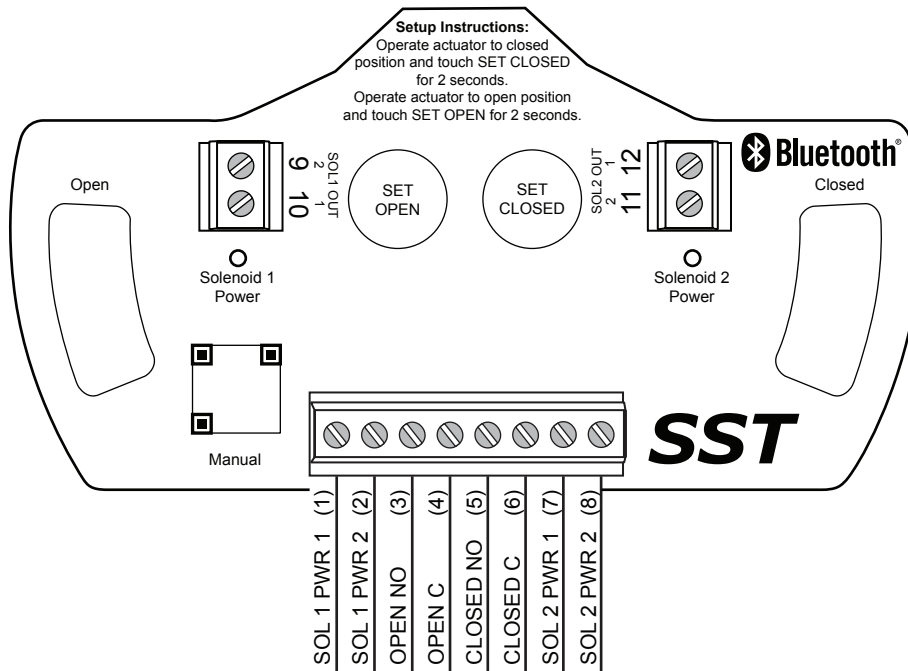 Setup Instructions:
Operate actuator to closed
position and touch SET CLOSED
for 2 seconds.
Operate actuator to open position
and touch SET OPEN for 2 seconds.
Bluetooth®
Open
9
10
SOL1 OUT
2 1
SET
OPEN
SET
CLOSED
SOL2 OUT
2 1
12
11
Closed
Solenoid 1
Power
Solenoid 2
Power
Manual
SST
SOL 1 PWR 1 (1)
SOL 1 PWR 2 (2)
OPEN NO (3)
OPEN C (4)
CLOSED NO (5)
CLOSED C (6)
SOL 2 PWR 1 (7)
SOL 2 PWR 2 (8)